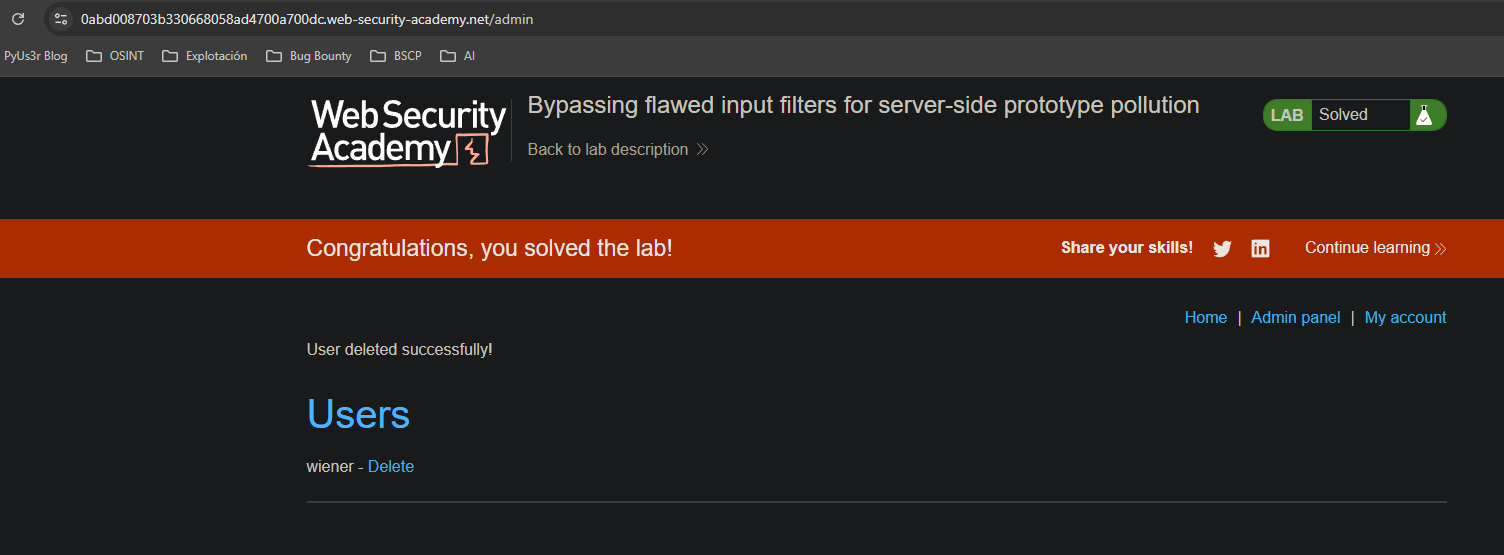 0abd008703b330668058ad4700a700dc.web-security-academy.net/admin
PyUs3r Blog OSINT Explotación Bug Bounty BSCP AI
Web Security
Academy
Bypassing flawed input filters for server-side prototype pollution
LAB Solved
Back to lab description
Congratulations, you solved the lab!
Share your skills!
Continue learning
Home | Admin panel | My account
User deleted successfully!
Users
wiener - Delete